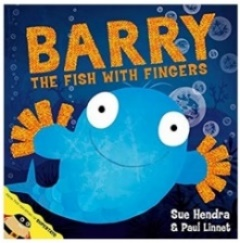 BARRY
THE FISH WITH FINGERS
Sue Hendra
& Paul Linnet